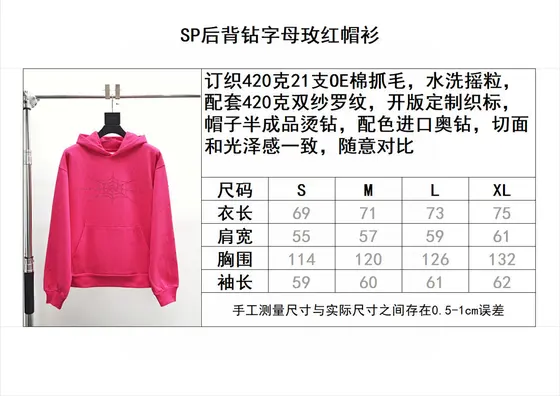 SP后背钻字母玫红帽衫
订织420克21支OE棉抓毛，水洗摇粒，
配套420克双纱罗纹，开版定制织标，
帽子半成品烫钻，配色进口奥钻，切面
和光泽感一致，随意对比
尺码 S M L XL
衣长 69 71 73 75
肩宽 55 57 59 61
胸围 114 120 126 132
袖长 59 60 61 62
手工测量尺寸与实际尺寸之间存在0.5-1cm误差